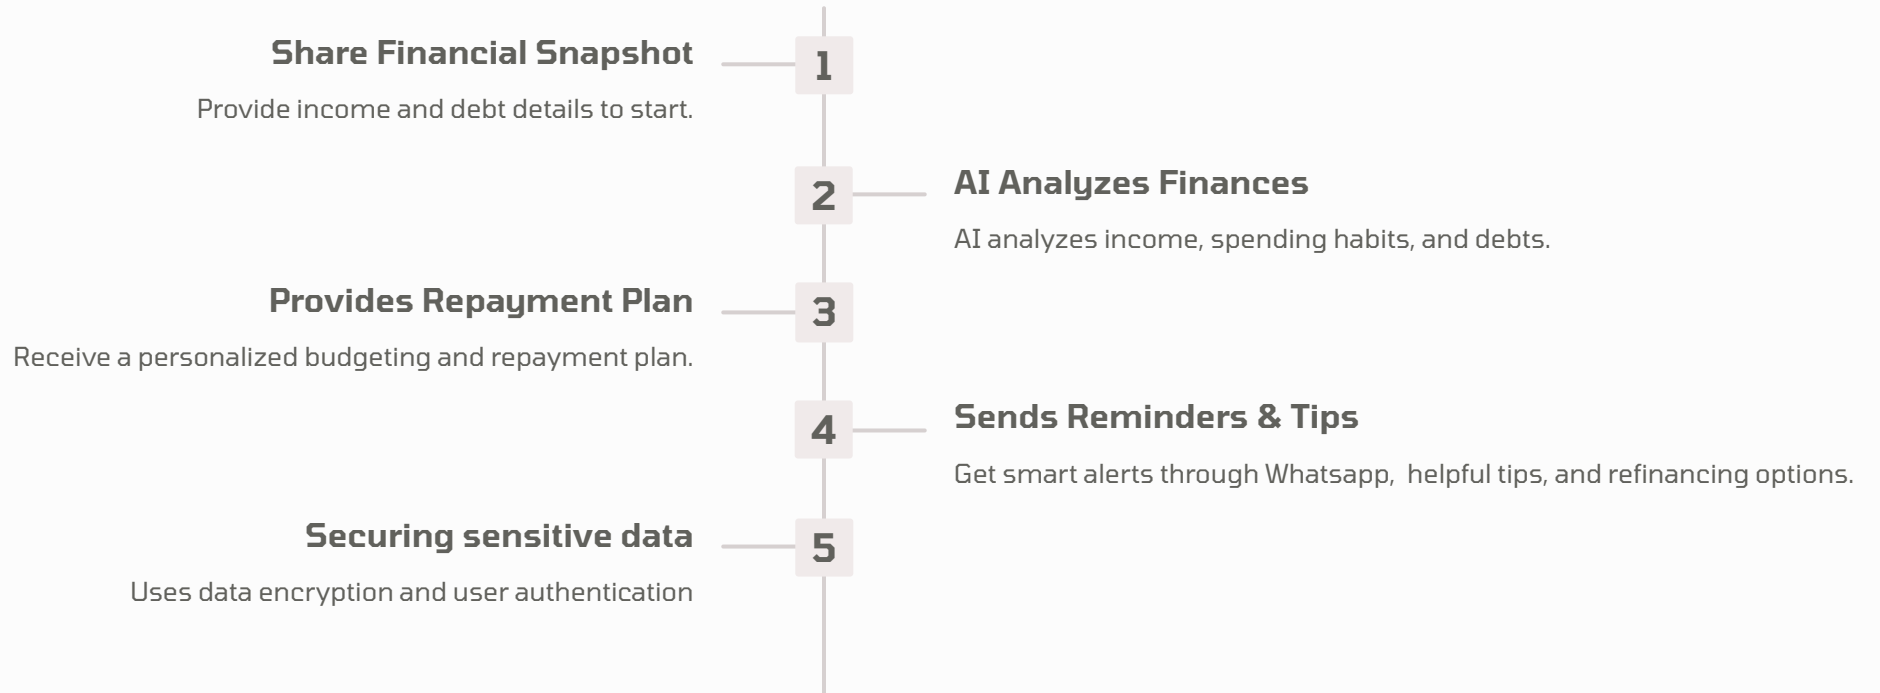 Share Financial Snapshot
1
Provide income and debt details to start.
2
AI Analyzes Finances
AI analyzes income, spending habits, and debts.
Provides Repayment Plan
3
Receive a personalized budgeting and repayment plan.
4
Sends Reminders & Tips
Get smart alerts through Whatsapp,  helpful tips, and refinancing options.
Securing sensitive data
5
Uses data encryption and user authentication